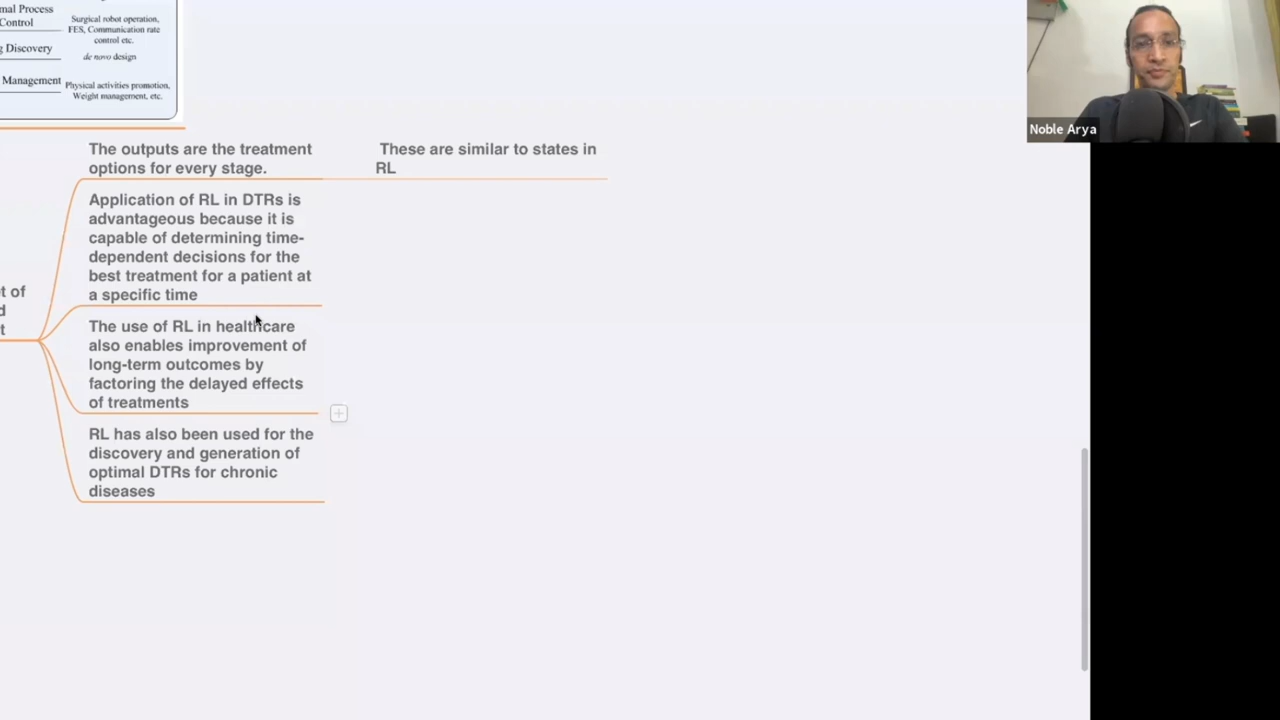 mal Process
Control
Surgical robot operation,
FES, Communication rate
control etc.
g Discovery
de novo design
Management
Physical activities promotion,
Weight management, etc.
Noble Arya
The outputs are the treatment
options for every stage.
These are similar to states in
RL
Application of RL in DTRs is
advantageous because it is
capable of determining time-
dependent decisions for the
best treatment for a patient at
a specific time
t of
d
t
The use of RL in healthcare
also enables improvement of
long-term outcomes by
factoring the delayed effects
of treatments
RL has also been used for the
discovery and generation of
optimal DTRs for chronic
diseases